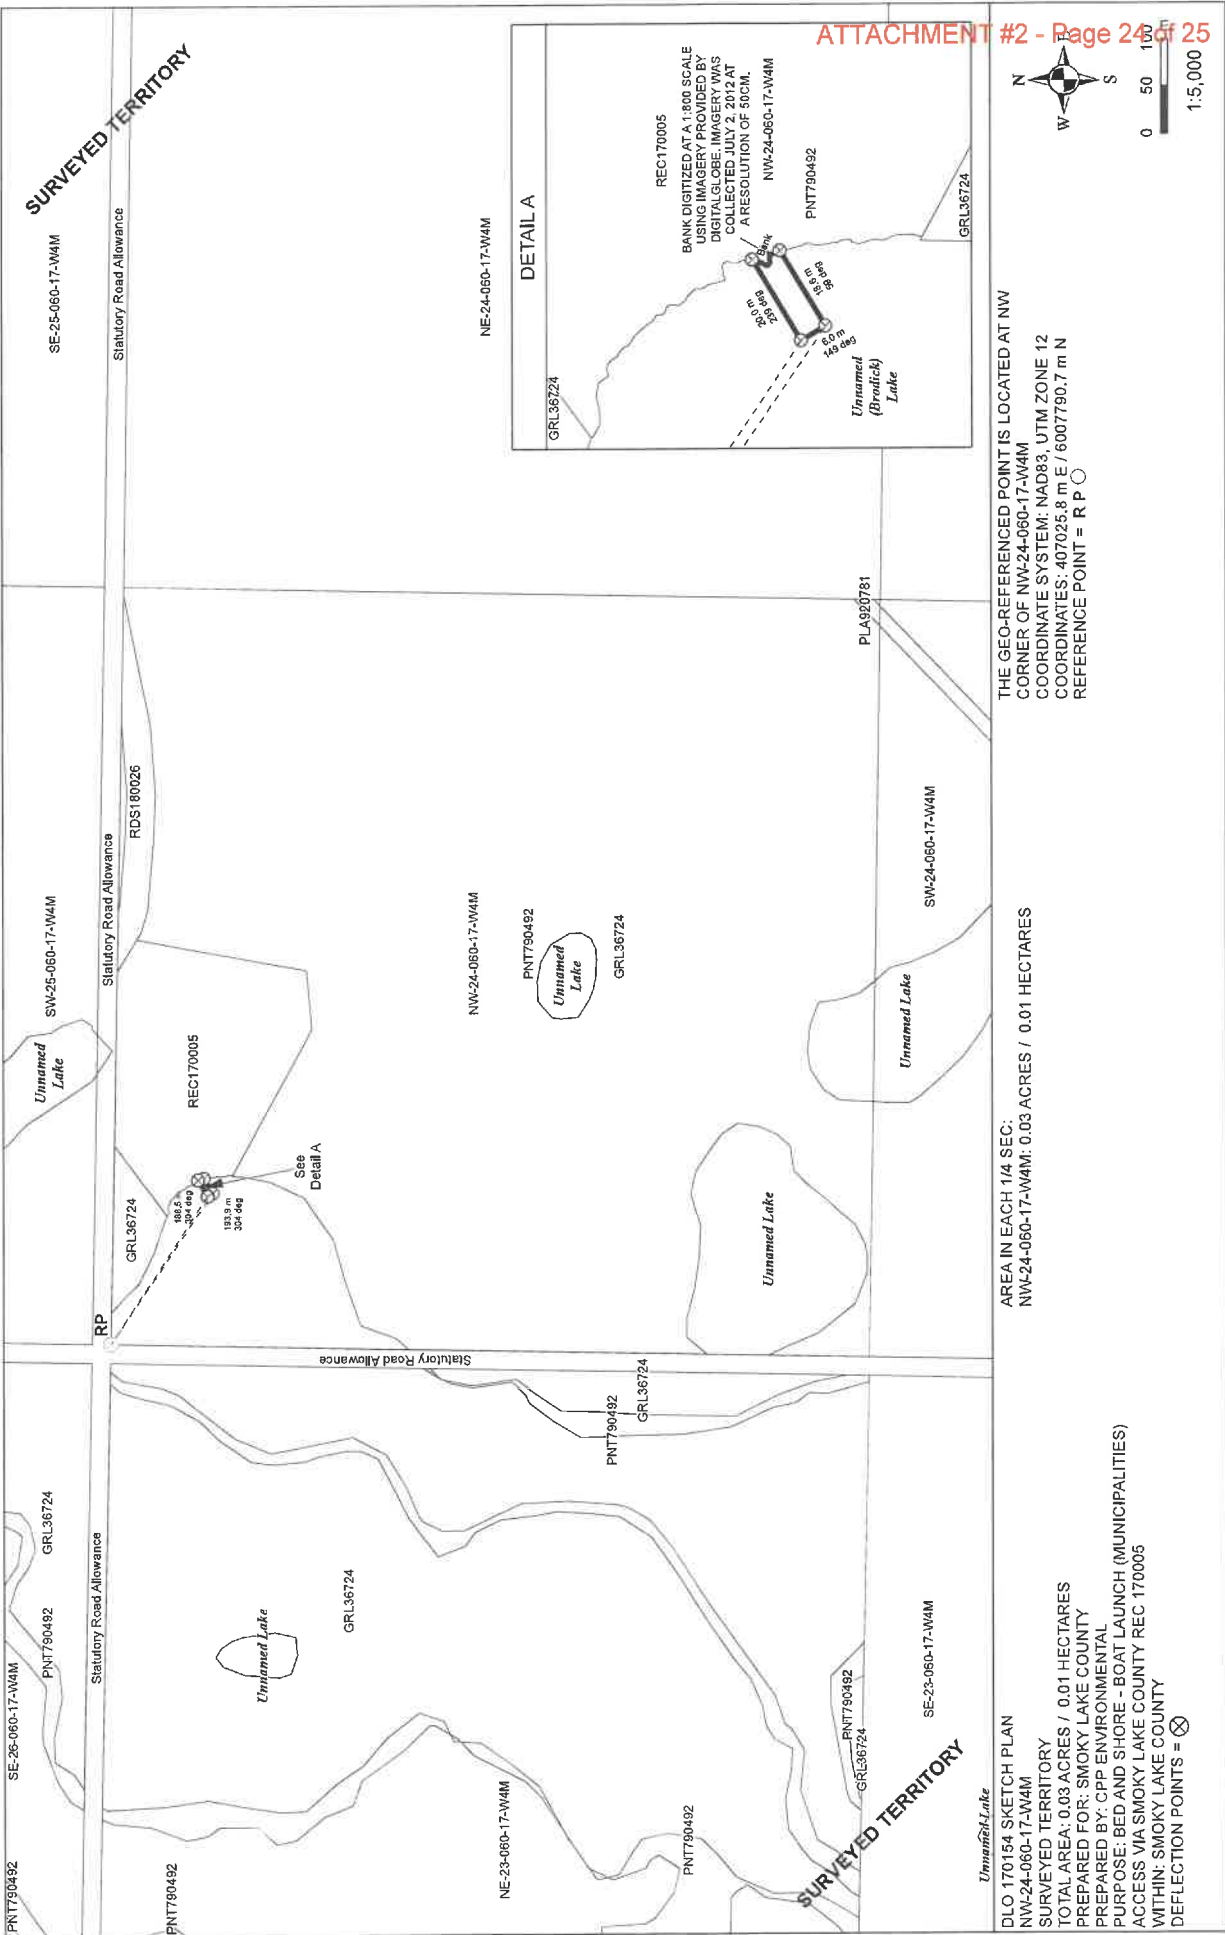 ATTACHMENT #2 - Page 24 of 25
PNT790492
SE-26-060-17-W4M
PNT790492
GRL36724
Unnamed
Lake
SW-25-060-17-W4M
SE-25-060-17-W4M
SURVEYED TERRITORY
Statutory Road Allowance
Statutory Road Allowance
Statutory Road Allowance
RP
GRL36724
REC170005
RDS180026
PNT790492
188.5
304 deg
193.9 m
304 deg
See
Detail A
Statutory Road Allowance
Unnamed Lake
GRL36724
NE-23-060-17-W4M
NW-24-060-17-W4M
NE-24-060-17-W4M
PNT790492
Unnamed
Lake
GRL36724
PNT790492
GRL36724
PNT790492
Unnamed Lake
PNT790492
GRL36724
SE-23-060-17-W4M
Unnamed Lake
SW-24-060-17-W4M
PLA920781
SURVEYED TERRITORY
Unnamed Lake
DETAIL A
GRL36724
REC170005
BANK DIGITIZED AT A 1:800 SCALE
USING IMAGERY PROVIDED BY
DIGITALGLOBE. IMAGERY WAS
COLLECTED JULY 2, 2012 AT
A RESOLUTION OF 50CM.
NW-24-060-17-W4M
PNT790492
Bank
20.0 m
239 deg
18.6 m
59 deg
6.0 m
149 deg
Unnamed
(Brodick)
Lake
GRL36724
DLO 170154 SKETCH PLAN
NW-24-060-17-W4M
SURVEYED TERRITORY
TOTAL AREA: 0.03 ACRES / 0.01 HECTARES
PREPARED FOR: SMOKY LAKE COUNTY
PREPARED BY: CPP ENVIRONMENTAL
PURPOSE: BED AND SHORE - BOAT LAUNCH (MUNICIPALITIES)
ACCESS VIA SMOKY LAKE COUNTY REC 170005
WITHIN: SMOKY LAKE COUNTY
DEFLECTION POINTS = ⊗
AREA IN EACH 1/4 SEC:
NW-24-060-17-W4M: 0.03 ACRES / 0.01 HECTARES
THE GEO-REFERENCED POINT IS LOCATED AT NW
CORNER OF NW-24-060-17-W4M
COORDINATE SYSTEM: NAD83, UTM ZONE 12
COORDINATES: 407025.8 m E / 6007790.7 m N
REFERENCE POINT = R P ○
N
W
E
S
0 50 100
m
1:5,000